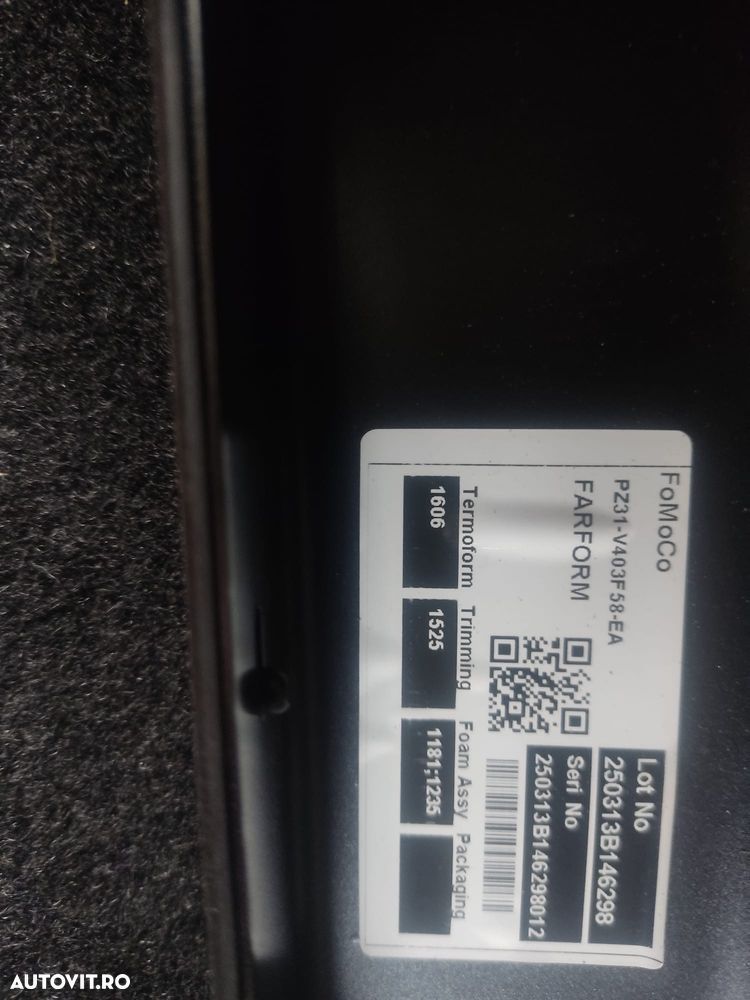 FoMoCo
PZ31-V403F58-EA
FARFORM
Lot No
250313B146298
Seri No
250313B146298012
Termoform Trimming Foam Assy Packaging
1606 1525 1181;1235
AUTOVIT.RO